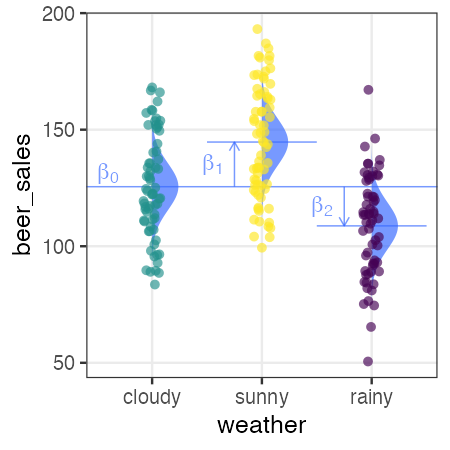 200
150
100
50
beer_sales
β0
β1
β2
cloudy sunny rainy
weather